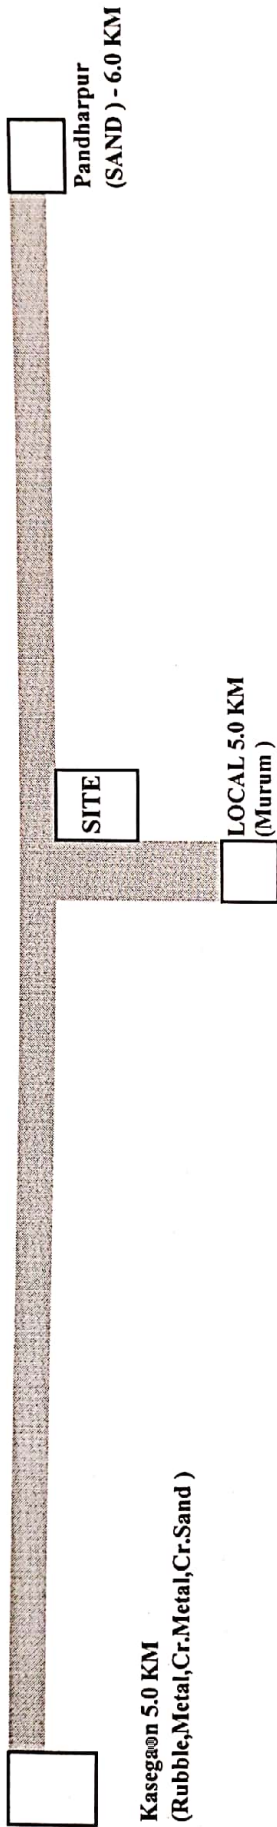 Pandharpur
(SAND ) - 6.0 KM
SITE
LOCAL 5.0 KM
(Murum )
Kasegaon 5.0 KM
(Rubble,Metal,Cr.Metal,Cr.Sand )